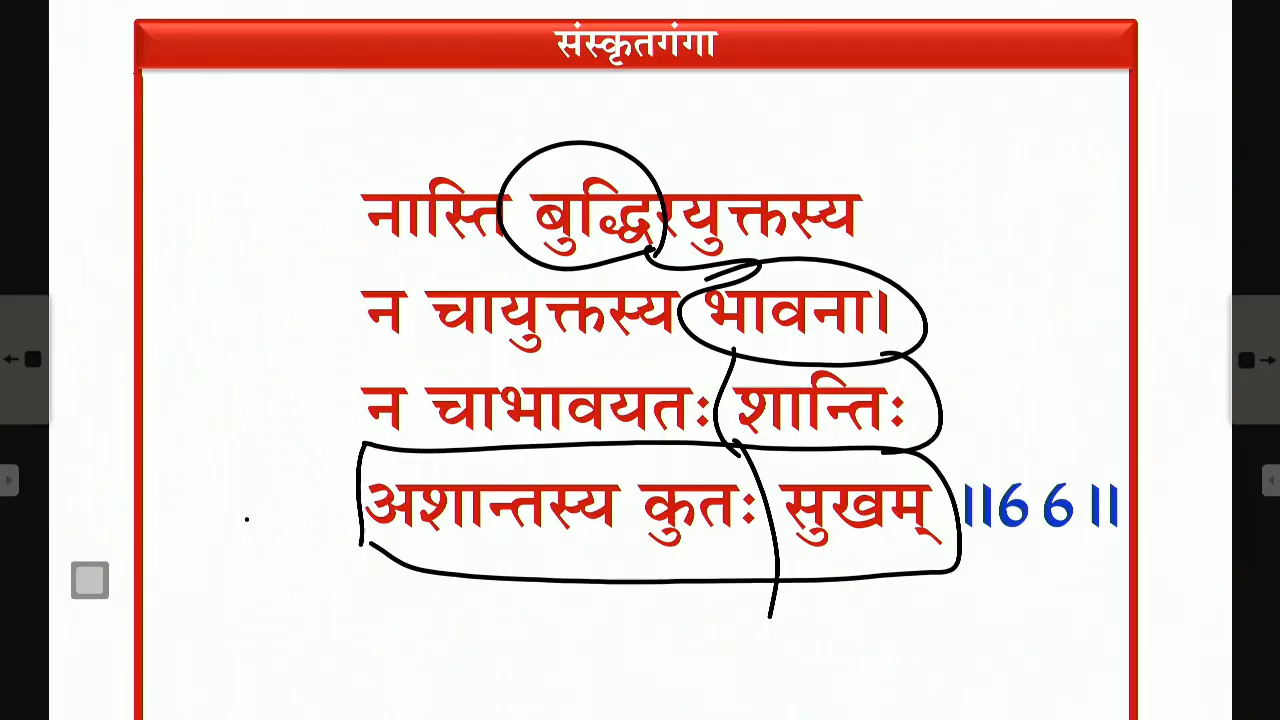 संस्कृतगंगा
नास्ति बुद्धिरयुक्तस्य
न चायुक्तस्य भावना।
न चाभावयतः शान्तिः
अशान्तस्य कुतः सुखम् ॥66॥